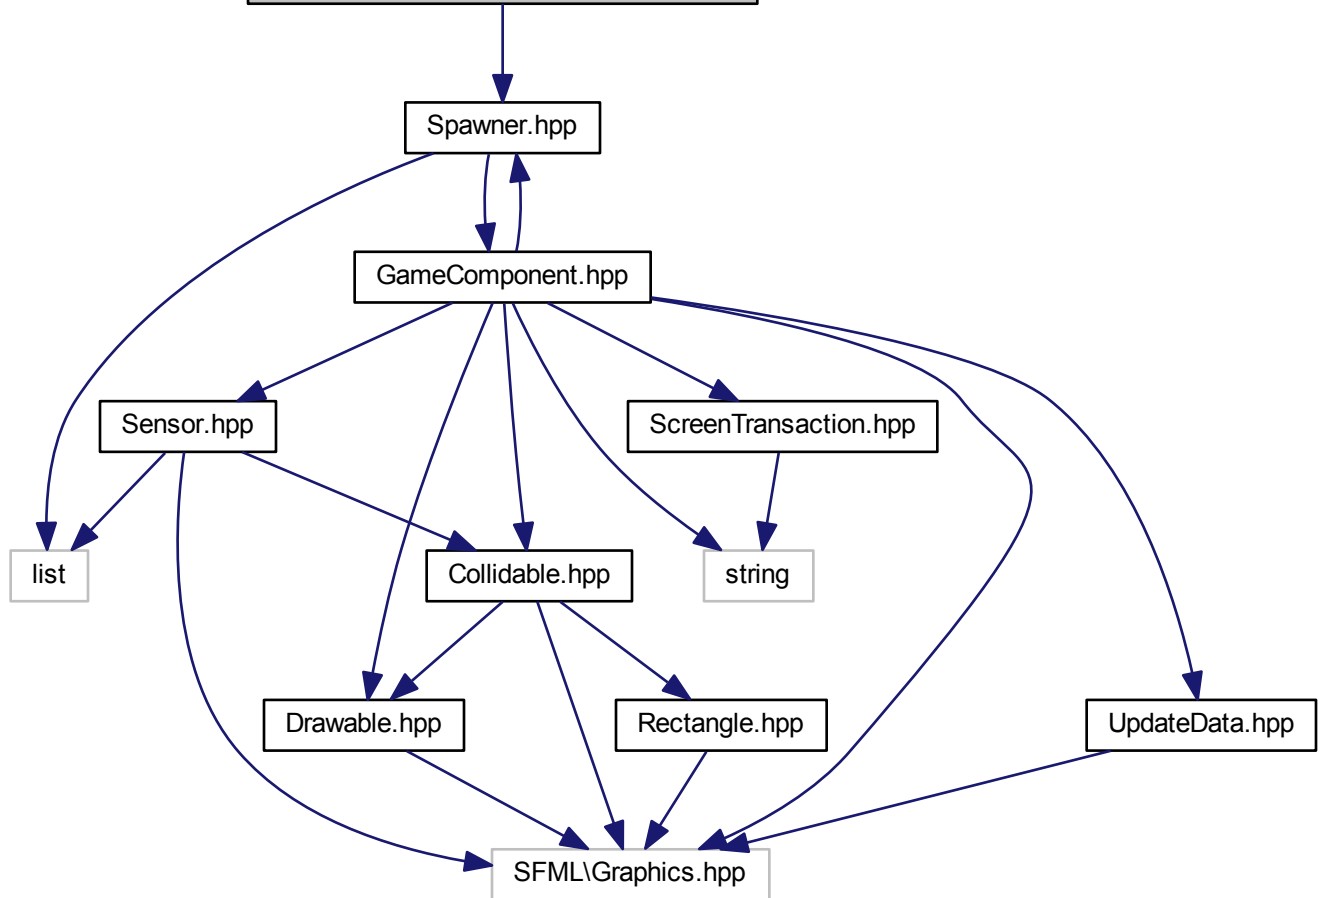 Spawner.hpp
GameComponent.hpp
Sensor.hpp
ScreenTransaction.hpp
list
Collidable.hpp
string
Drawable.hpp
Rectangle.hpp
UpdateData.hpp
SFML\Graphics.hpp